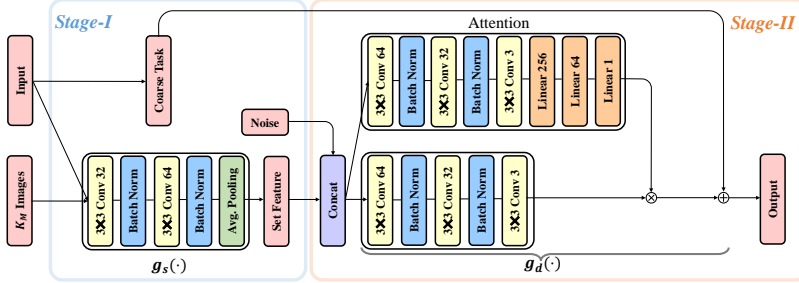 Stage-I
Stage-II
Attention
Input
Coarse Task
3×3 Conv 64
Batch Norm
3×3 Conv 32
Batch Norm
3×3 Conv 3
Linear 256
Linear 64
Linear 1
Noise
K_M Images
3×3 Conv 32
Batch Norm
3×3 Conv 64
Batch Norm
Avg. Pooling
Set Feature
Concat
3×3 Conv 64
Batch Norm
3×3 Conv 32
Batch Norm
3×3 Conv 3
⊗
⊕
Output
g_s(·)
g_d(·)